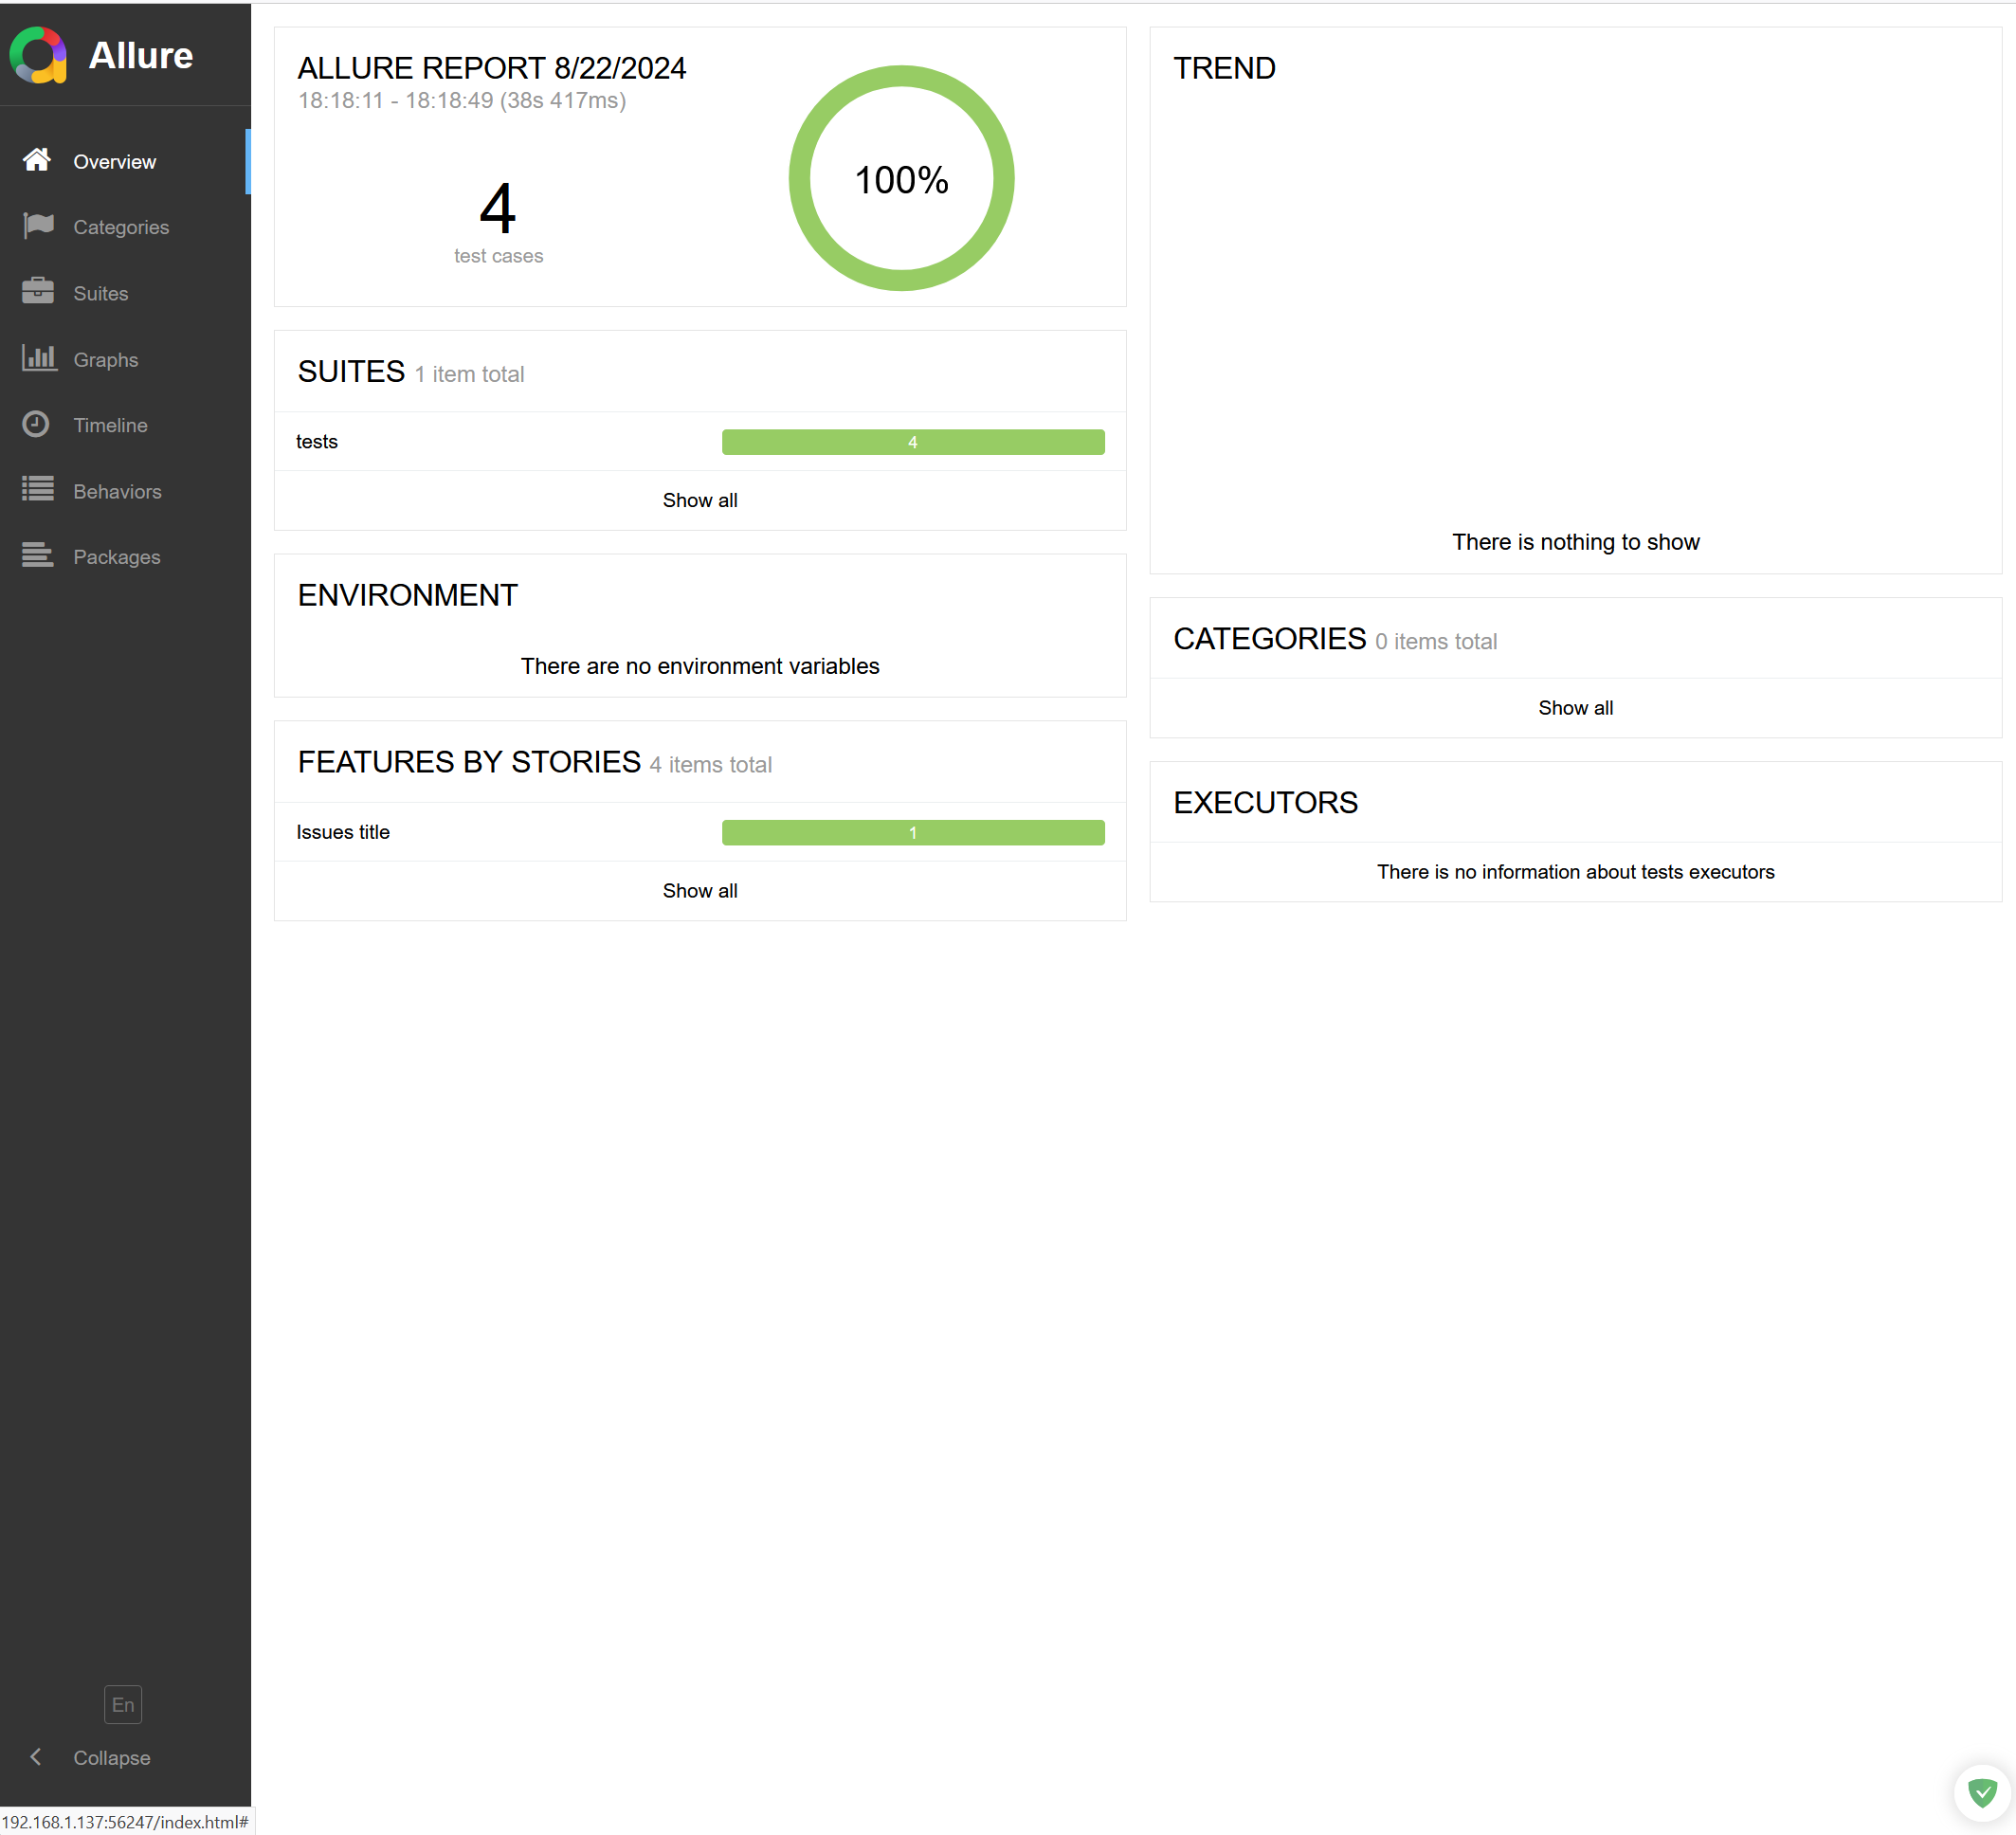 Allure
Overview
Categories
Suites
Graphs
Timeline
Behaviors
Packages
En
Collapse
192.168.1.137:56247/index.html#
ALLURE REPORT 8/22/2024
18:18:11 - 18:18:49 (38s 417ms)
4
test cases
100%
SUITES 1 item total
tests 4
Show all
ENVIRONMENT
There are no environment variables
FEATURES BY STORIES 4 items total
Issues title 1
Show all
TREND
There is nothing to show
CATEGORIES 0 items total
Show all
EXECUTORS
There is no information about tests executors